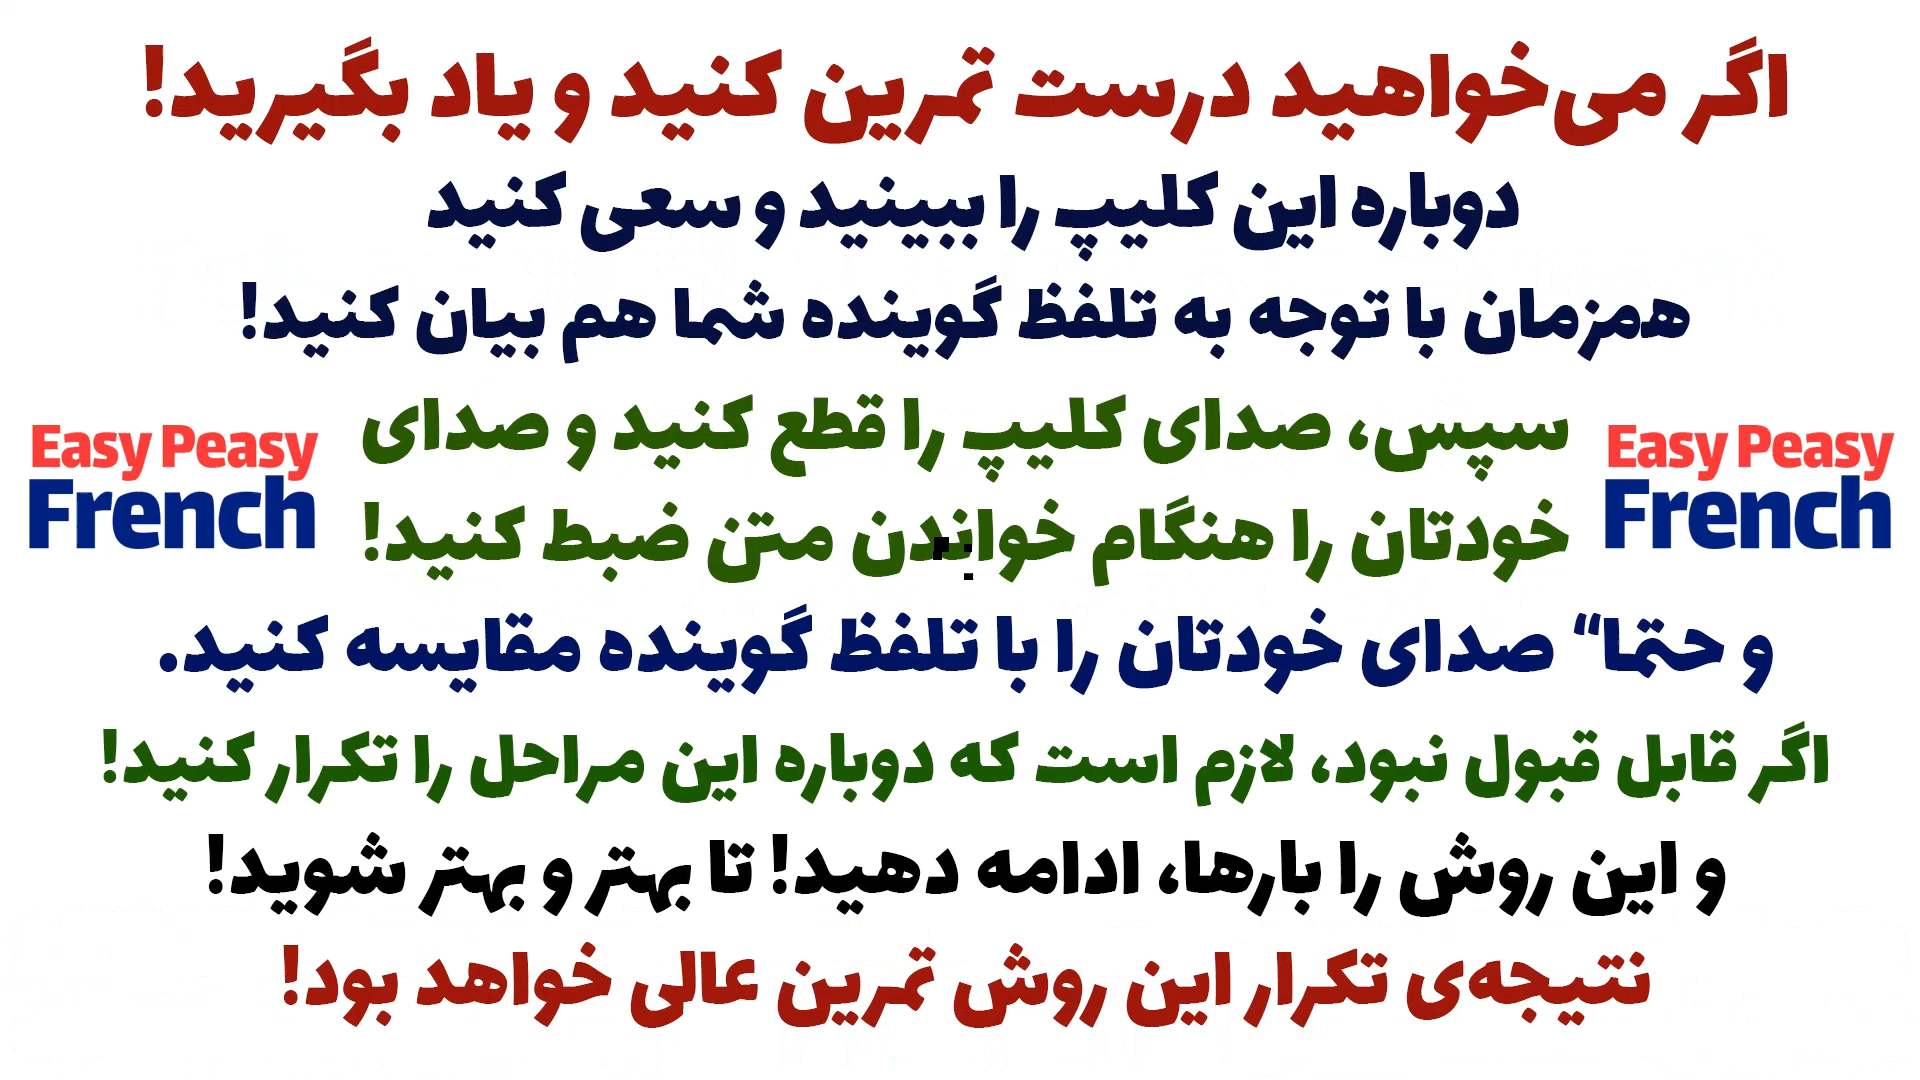 اگر می‌خواهید درست تمرین کنید و یاد بگیرید!
دوباره این کلیپ را ببینید و سعی کنید
همزمان با توجه به تلفظ گوینده شما هم بیان کنید!
سپس، صدای کلیپ را قطع کنید و صدای
خودتان را هنگام خواندن متن ضبط کنید!
Easy Peasy
French
Easy Peasy
French
و حتما“ صدای خودتان را با تلفظ گوینده مقایسه کنید.
اگر قابل قبول نبود، لازم است که دوباره این مراحل را تکرار کنید!
و این روش را بارها، ادامه دهید! تا بهتر و بهتر شوید!
نتیجه‌ی تکرار این روش تمرین عالی خواهد بود!